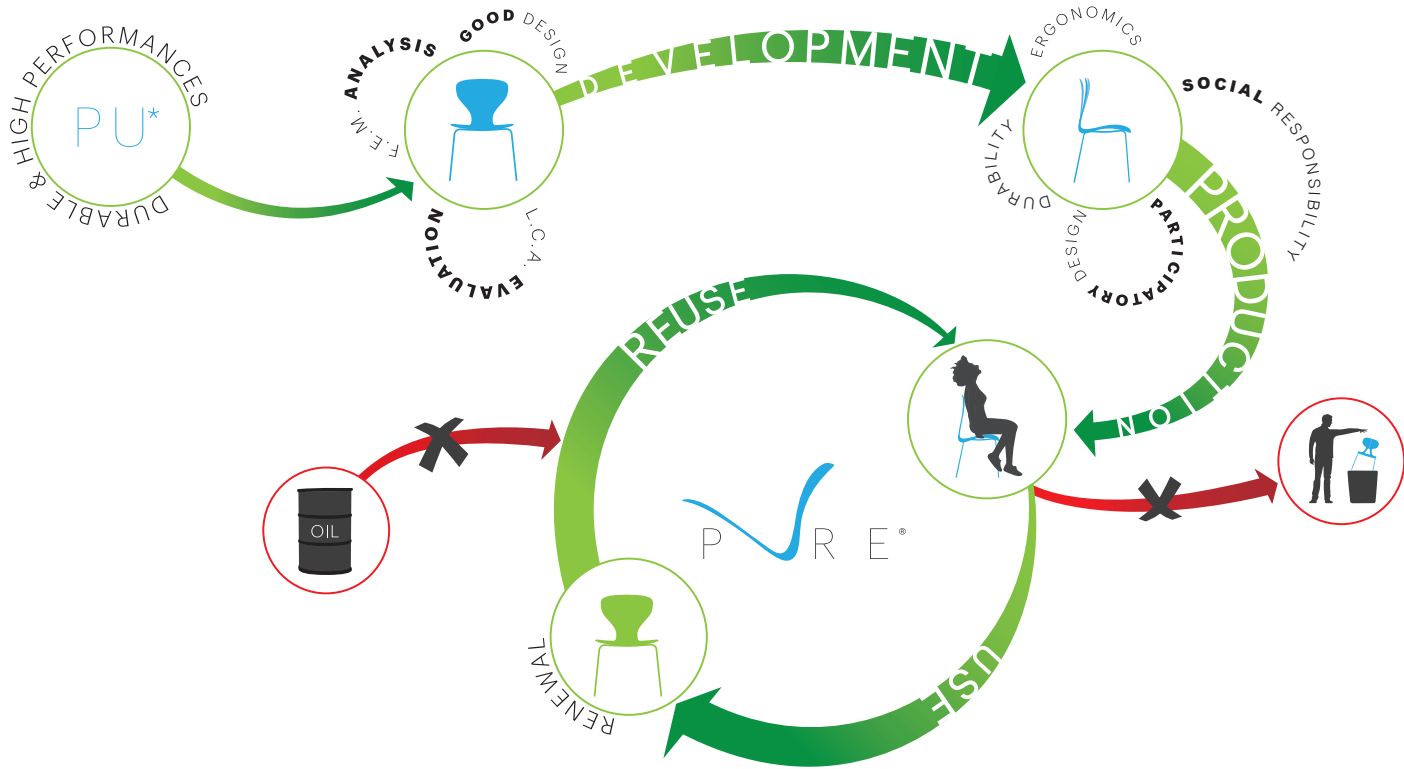 DURABLE & HIGH PERFORMANCES
PU*
F.E.M. ANALYSIS
GOOD DESIGN
L.C.A. EVALUATION
DEVELOPMENT
ERGONOMICS
SOCIAL RESPONSIBILITY
DURABILITY
PARTICIPATORY DESIGN
PRODUCTION
REUSE
OIL
PURE®
USE
RENEWAL